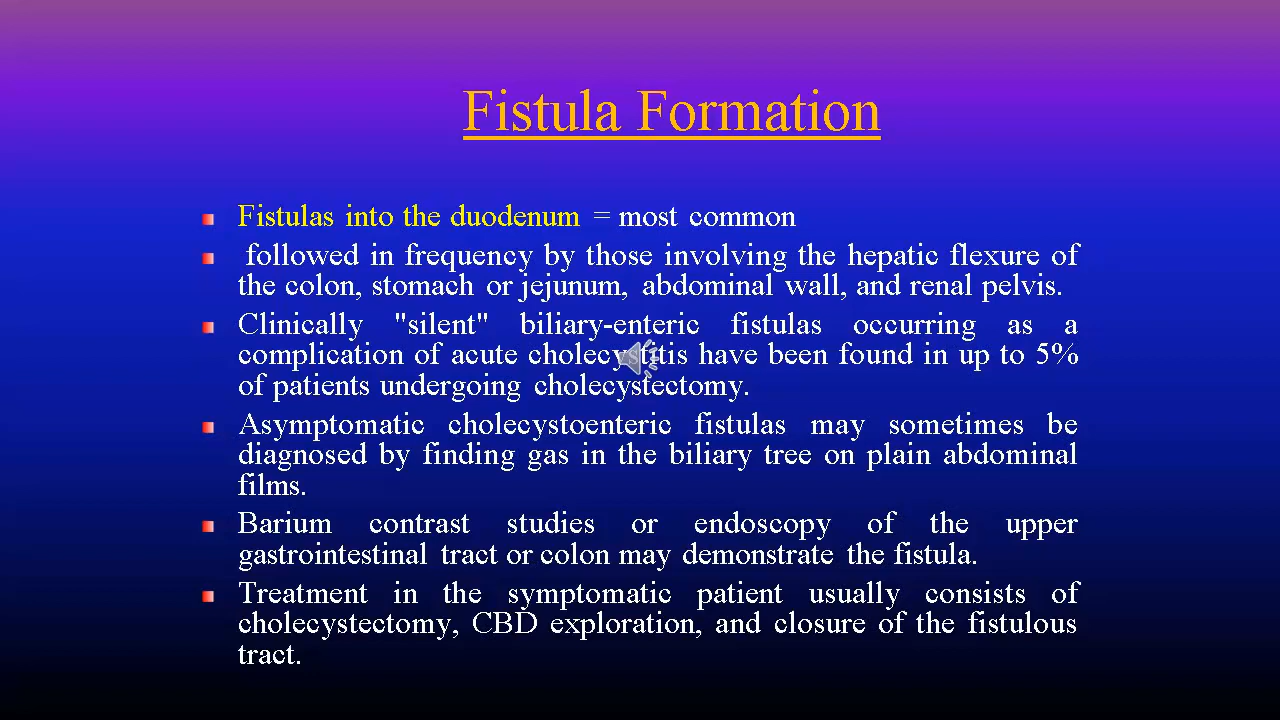 Fistula Formation
Fistulas into the duodenum = most common
followed in frequency by those involving the hepatic flexure of
the colon, stomach or jejunum, abdominal wall, and renal pelvis.
Clinically "silent" biliary-enteric fistulas occurring as a
complication of acute cholecystitis have been found in up to 5%
of patients undergoing cholecystectomy.
Asymptomatic cholecystoenteric fistulas may sometimes be
diagnosed by finding gas in the biliary tree on plain abdominal
films.
Barium contrast studies or endoscopy of the upper
gastrointestinal tract or colon may demonstrate the fistula.
Treatment in the symptomatic patient usually consists of
cholecystectomy, CBD exploration, and closure of the fistulous
tract.